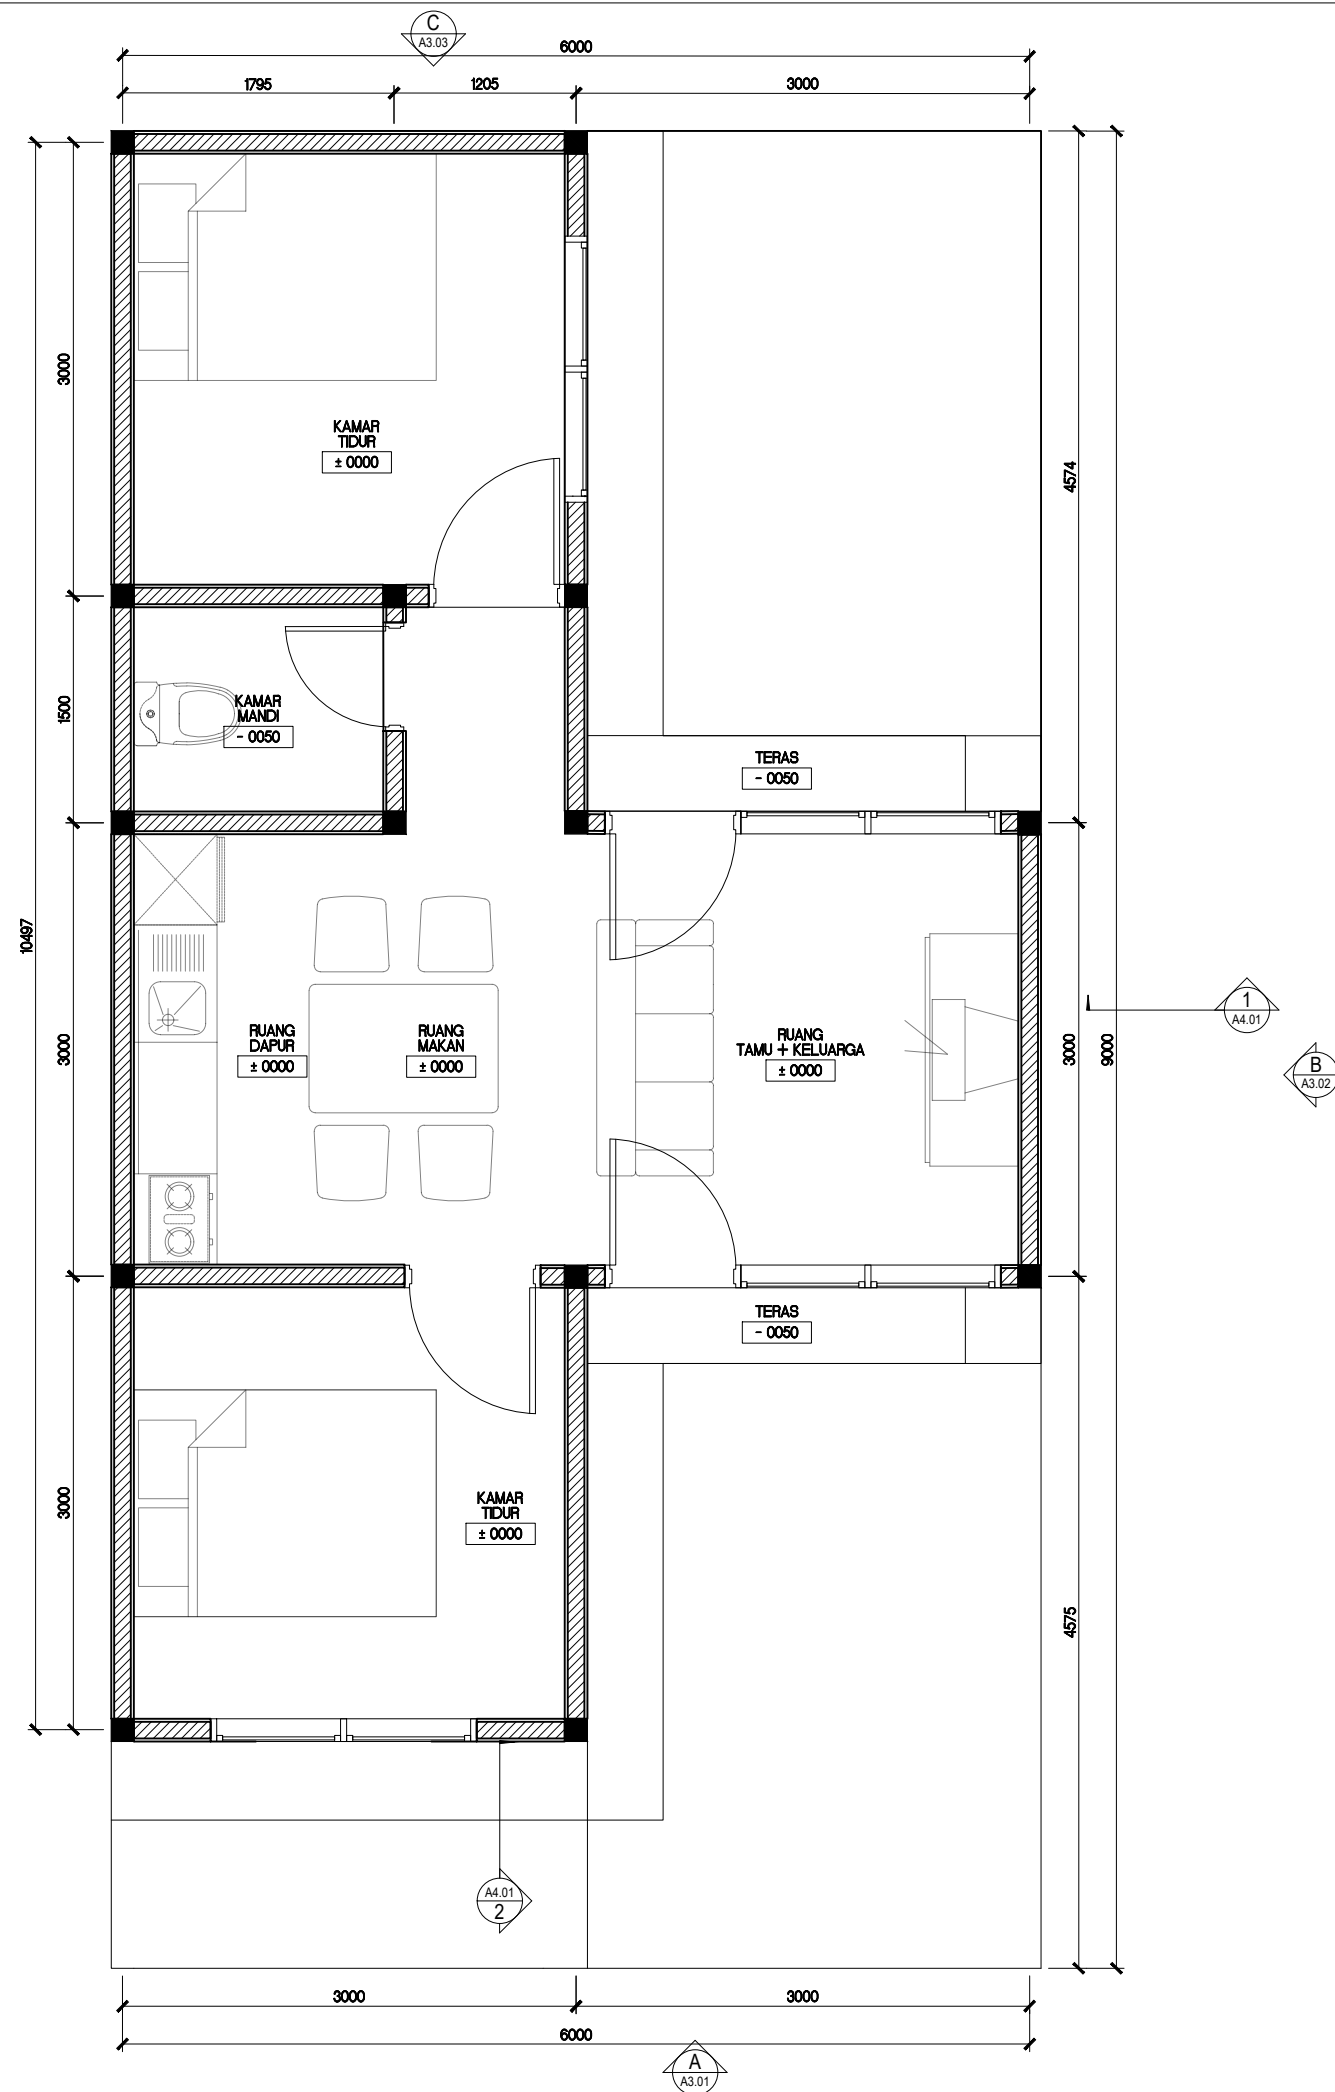 C
A3.03
6000
1795
1205
3000
3000
4574
KAMAR
TIDUR
± 0000
1500
KAMAR
MANDI
- 0050
TERAS
- 0050
10497
3000
RUANG
DAPUR
± 0000
RUANG
MAKAN
± 0000
RUANG
TAMU + KELUARGA
± 0000
3000
9000
1
A4.01
B
A3.02
TERAS
- 0050
3000
KAMAR
TIDUR
± 0000
4575
A4.01
2
3000
3000
6000
A
A3.01